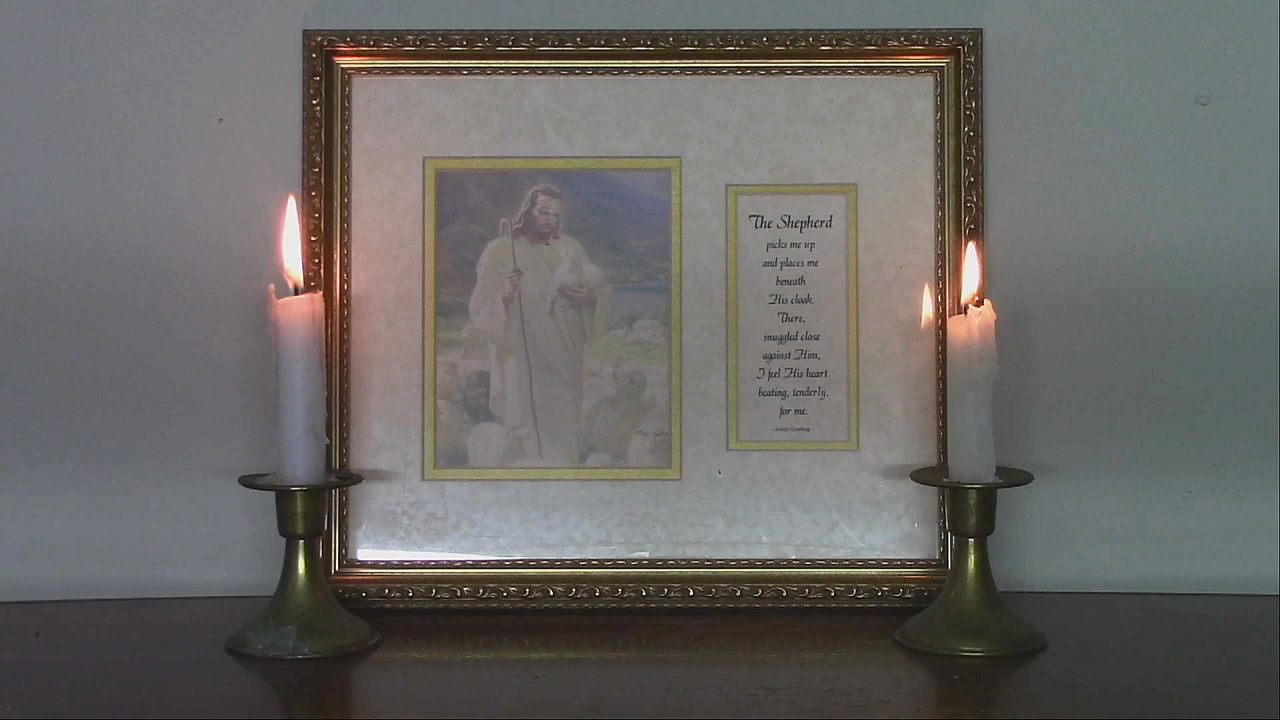 The Shepherd
picks me up
and places me
beneath
His cloak.
There,
snuggled close
against Him,
I feel His heart
beating, tenderly,
for me.